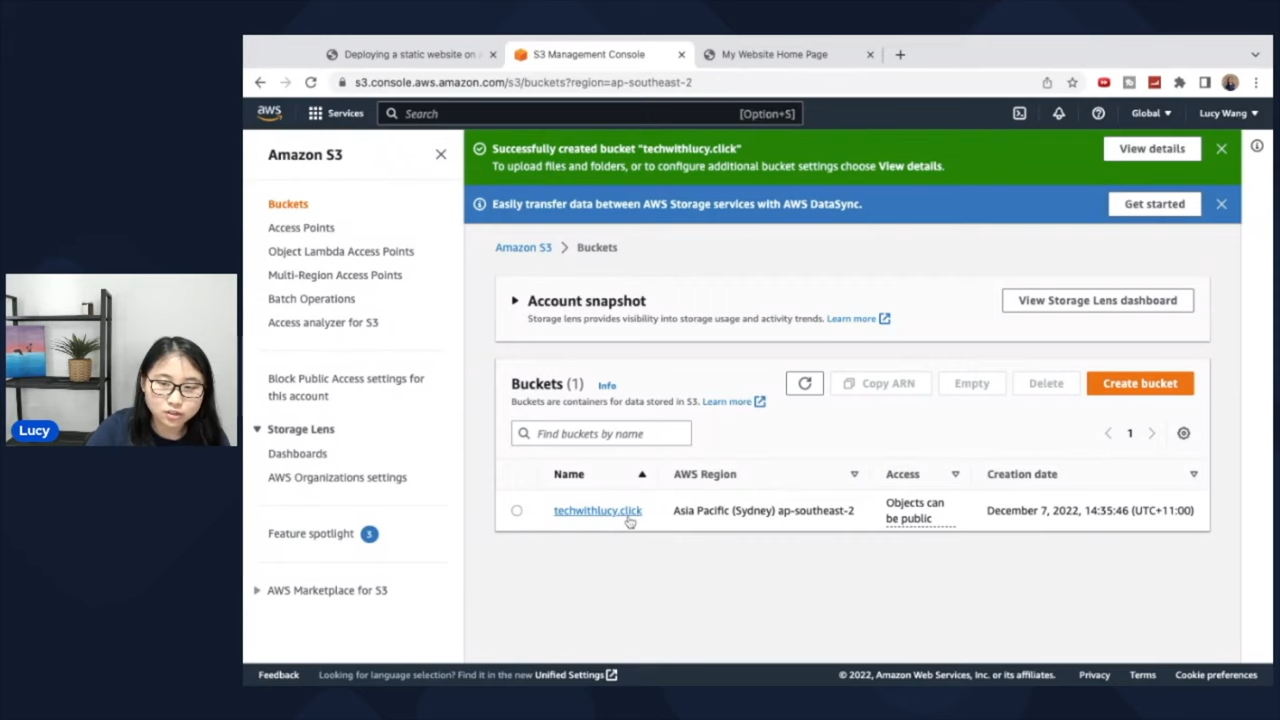 Deploying a static website on
S3 Management Console
My Website Home Page
s3.console.aws.amazon.com/s3/buckets?region=ap-southeast-2
aws
Services
Search
[Option+S]
Global
Lucy Wang
Amazon S3
Buckets
Access Points
Object Lambda Access Points
Multi-Region Access Points
Batch Operations
Access analyzer for S3
Block Public Access settings for
this account
Storage Lens
Dashboards
AWS Organizations settings
Feature spotlight 3
AWS Marketplace for S3
Successfully created bucket "techwithlucy.click"
To upload files and folders, or to configure additional bucket settings choose View details.
View details
Easily transfer data between AWS Storage services with AWS DataSync.
Get started
Amazon S3 > Buckets
Account snapshot
Storage lens provides visibility into storage usage and activity trends. Learn more
View Storage Lens dashboard
Buckets (1) Info
Buckets are containers for data stored in S3. Learn more
Copy ARN
Empty
Delete
Create bucket
Find buckets by name
1
Name
AWS Region
Access
Creation date
techwithlucy.click
Asia Pacific (Sydney) ap-southeast-2
Objects can
be public
December 7, 2022, 14:35:46 (UTC+11:00)
Feedback
Looking for language selection? Find it in the new Unified Settings
© 2022, Amazon Web Services, Inc. or its affiliates.
Privacy
Terms
Cookie preferences
Lucy